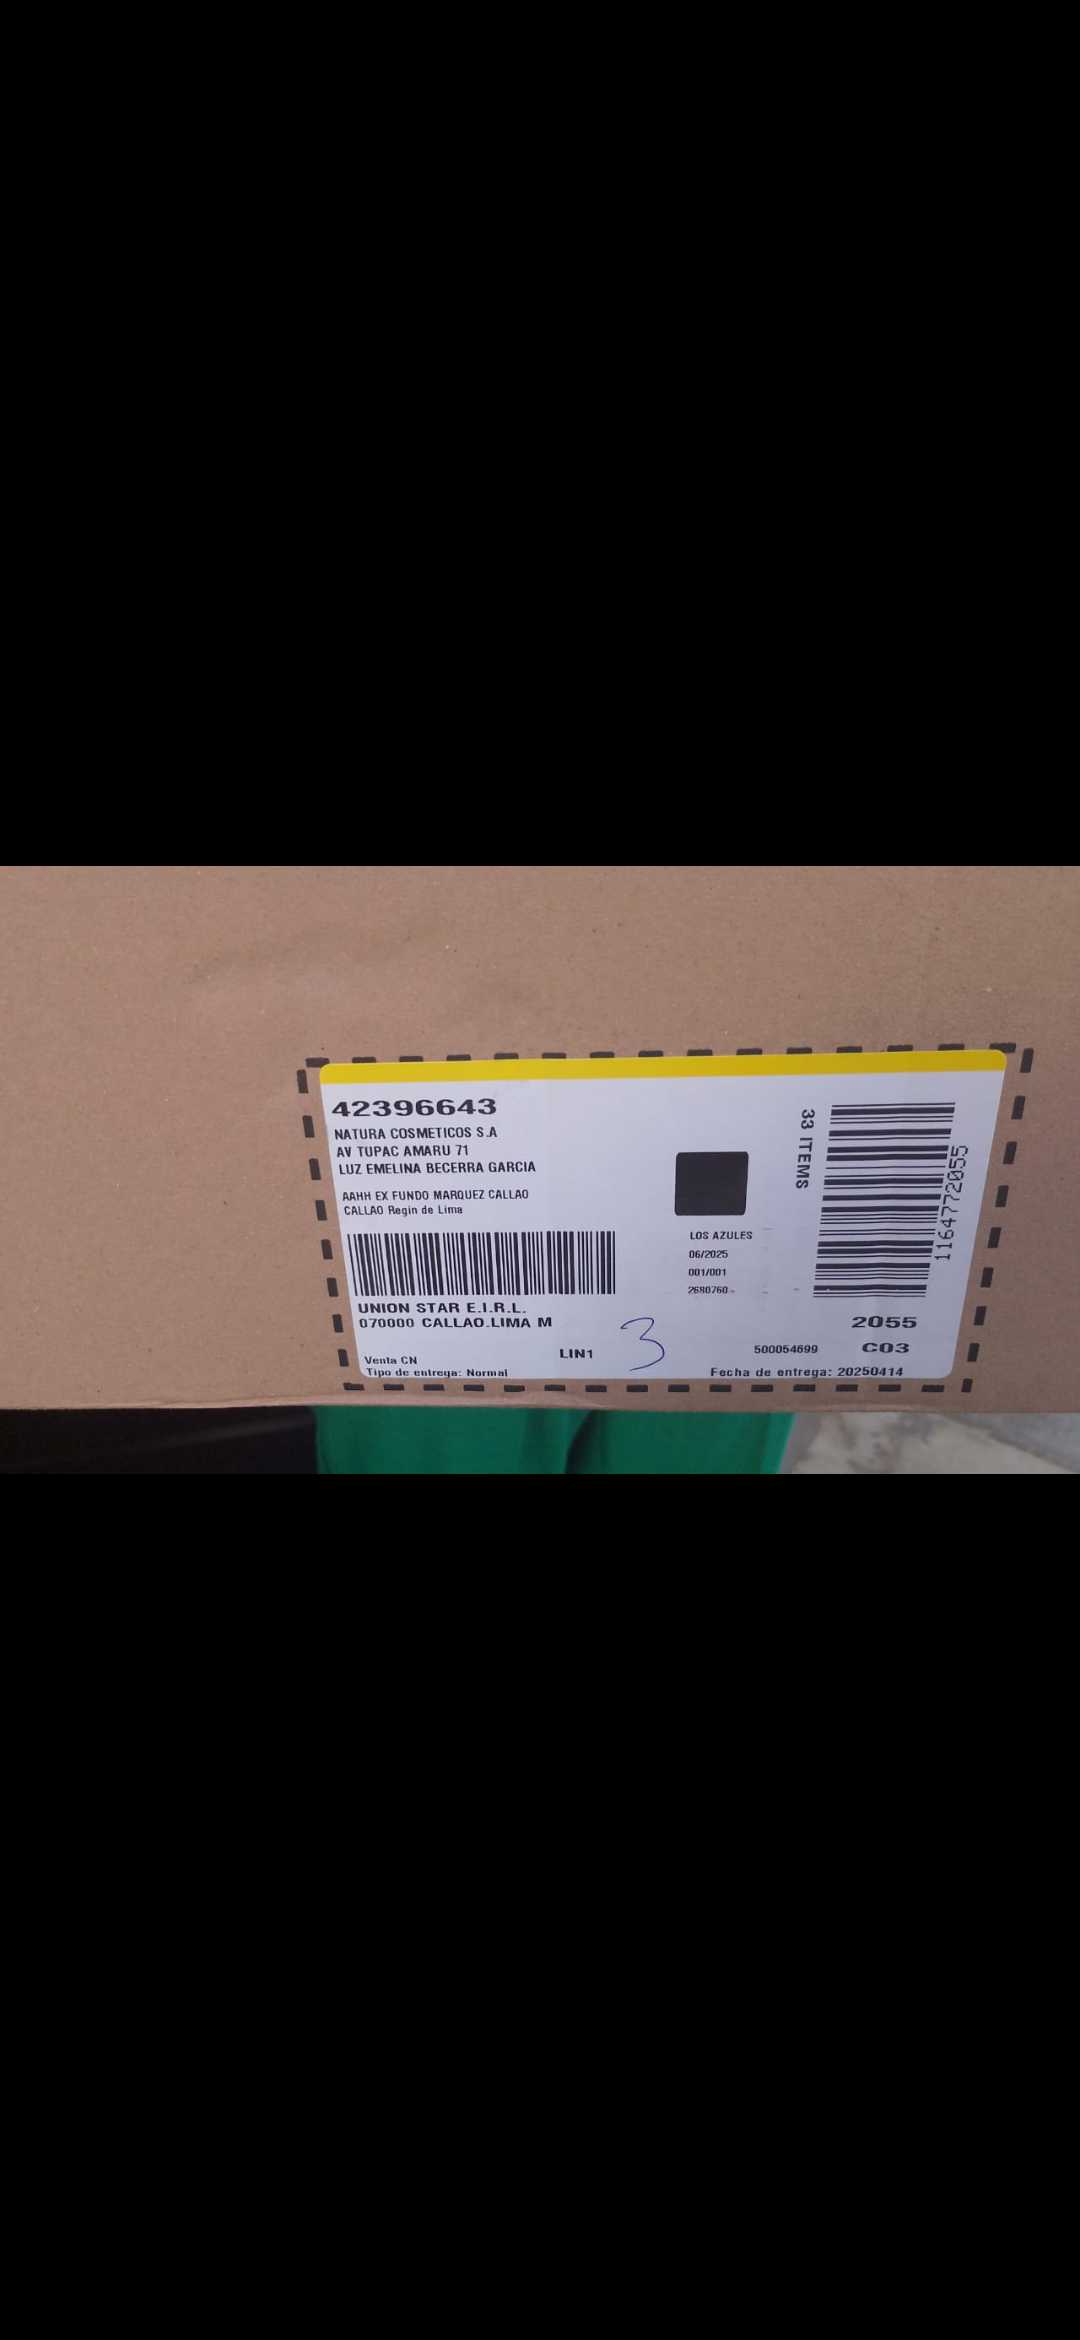 42396643
NATURA COSMETICOS S.A
AV TUPAC AMARU 71
LUZ EMELINA BECERRA GARCIA
AAHH EX FUNDO MARQUEZ CALLAO
CALLAO Regin de Lima
UNION STAR E.I.R.L.
070000 CALLAO.LIMA M
Venta CN
Tipo de entrega: Normal
LIN1
3
LOS AZULES
06/2025
001/001
2680760
33 ITEMS
1164772055
2055
500054699
C03
Fecha de entrega: 20250414